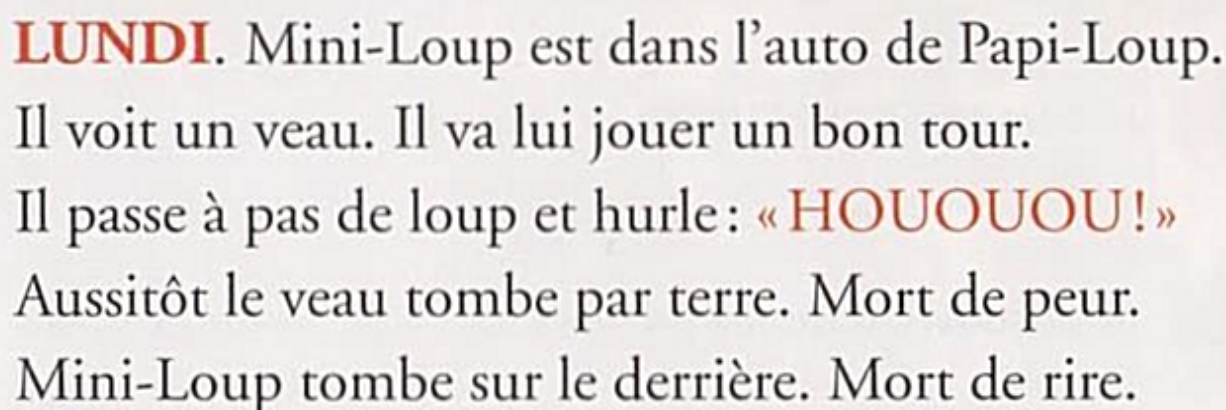 LUNDI. Mini-Loup est dans l'auto de Papi-Loup.
Il voit un veau. Il va lui jouer un bon tour.
Il passe à pas de loup et hurle : « HOUOUOU ! »
Aussitôt le veau tombe par terre. Mort de peur.
Mini-Loup tombe sur le derrière. Mort de rire.